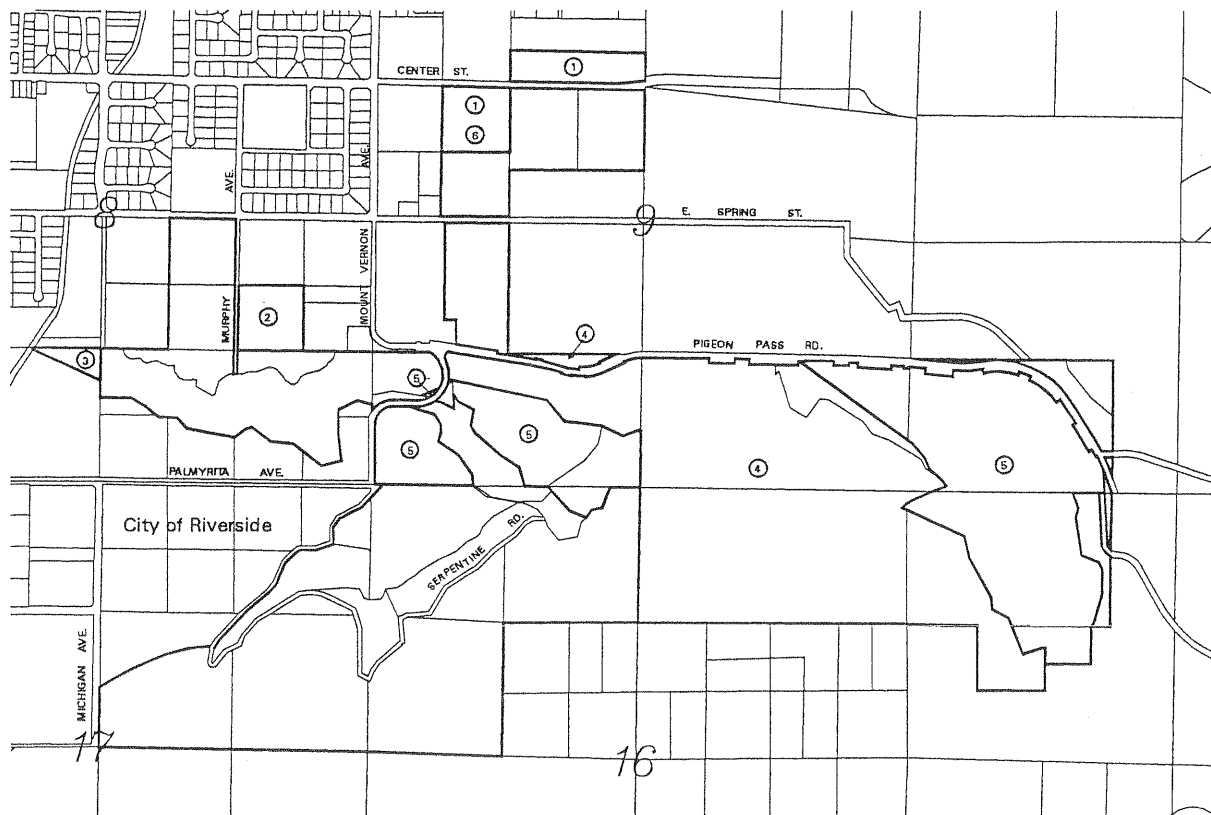 CENTER ST.
1
1
6
AVE.
AVE.
8
9
E. SPRING ST.
MOUNT VERNON
MURPHY
2
3
4
PIGEON PASS RD.
5
5
5
4
5
PALMYRITA AVE.
City of Riverside
SERPENTINE RD.
MICHIGAN AVE.
17
16